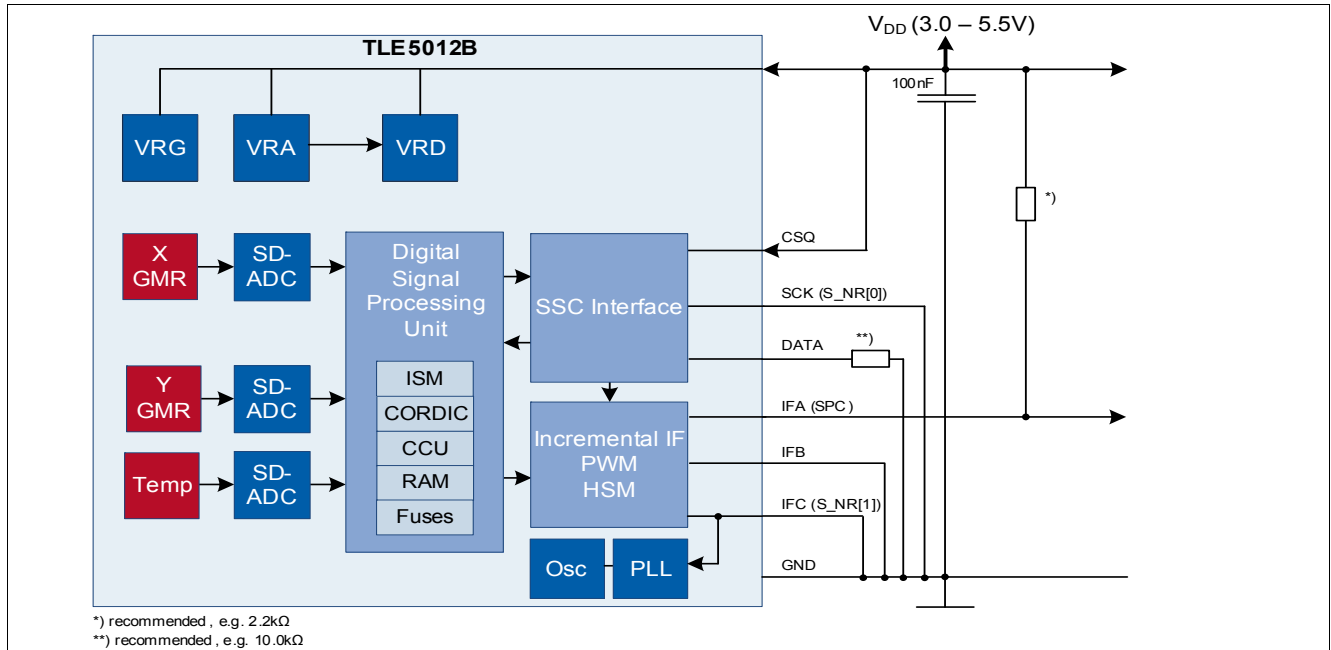 V_DD (3.0 – 5.5V)
TLE5012B
100nF
VRG
VRA
VRD
*)
CSQ
X
GMR
SD-
ADC
Digital
Signal
Processing
Unit
SSC Interface
SCK (S_NR[0])
DATA
**)
ISM
CORDIC
CCU
RAM
Fuses
Y
GMR
SD-
ADC
IFA (SPC)
Incremental IF
PWM
HSM
IFB
Temp
SD-
ADC
IFC (S_NR[1])
Osc
PLL
GND
*) recommended , e.g. 2.2kΩ
**) recommended , e.g. 10.0kΩ